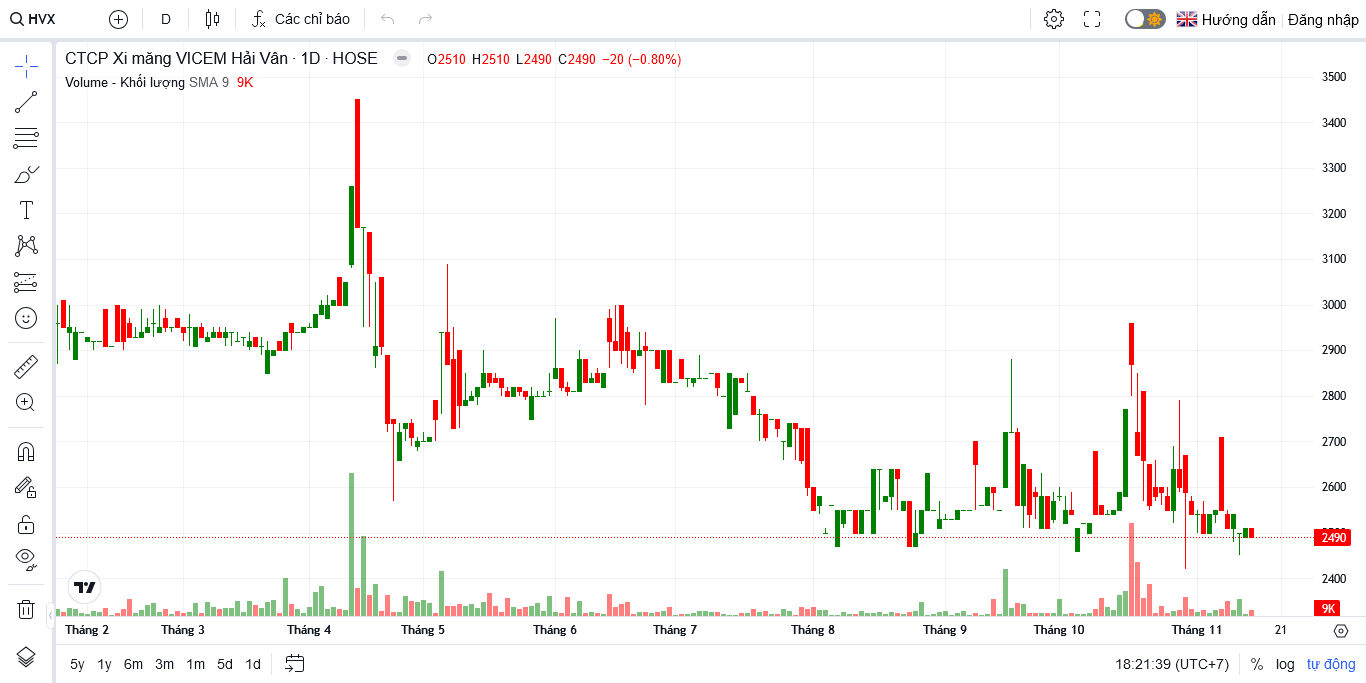 HVX D Các chỉ báo Hướng dẫn Đăng nhập
CTCP Xi măng VICEM Hải Vân · 1D · HOSE O2510 H2510 L2490 C2490 −20 (−0.80%)
Volume - Khối lượng SMA 9 9K
3500
3400
3300
3200
3100
3000
2900
2800
2700
2600
2490
2400
9K
Tháng 2 Tháng 3 Tháng 4 Tháng 5 Tháng 6 Tháng 7 Tháng 8 Tháng 9 Tháng 10 Tháng 11 21
5y 1y 6m 3m 1m 5d 1d 18:21:39 (UTC+7) % log tự động